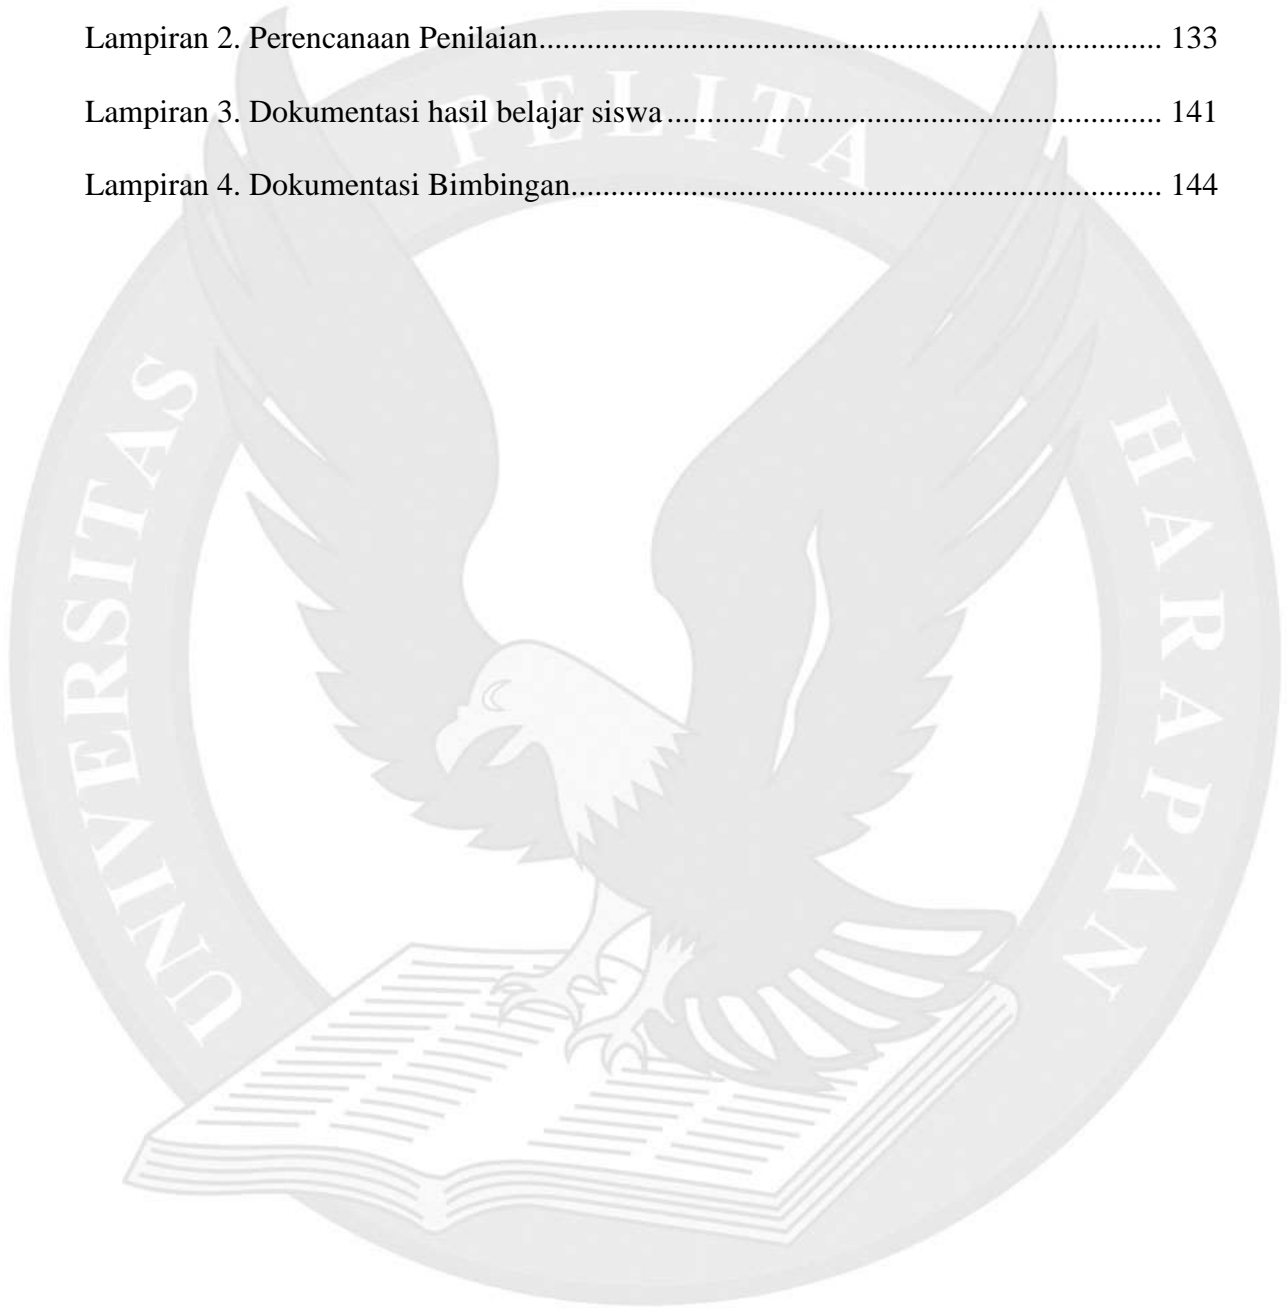 Lampiran 2. Perencanaan Penilaian.............................................................................. 133
Lampiran 3. Dokumentasi hasil belajar siswa.............................................................. 141
Lampiran 4. Dokumentasi Bimbingan.......................................................................... 144
UNIVERSITAS PELITA HARAPAN